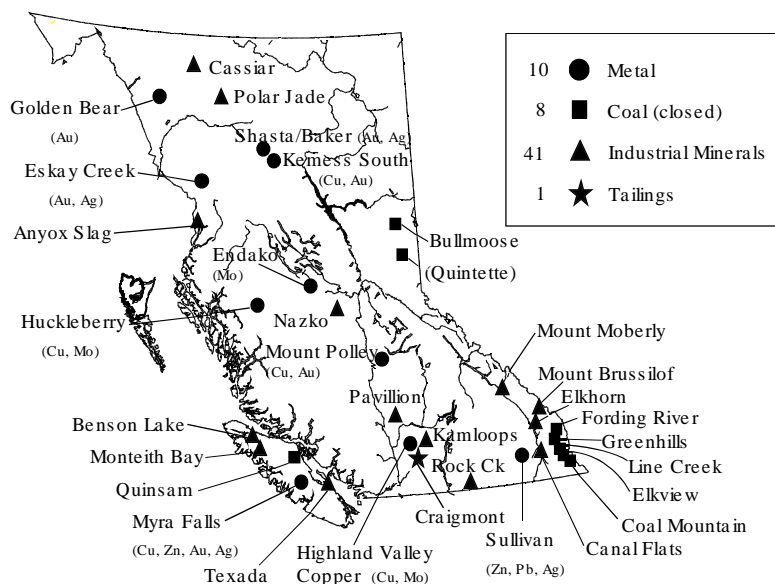 Cassiar
Polar Jade
Golden Bear
(Au)
Shasta/Baker (Au, Ag)
Kemess South
(Cu, Au)
Eskay Creek
(Au, Ag)
Anyox Slag
Endako
(Mo)
Bullmoose
(Quintette)
Huckleberry
(Cu, Mo)
Nazko
Mount Polley
(Cu, Au)
Mount Moberly
Mount Brussilof
Elkhorn
Fording River
Greenhills
Line Creek
Elkview
Coal Mountain
Canal Flats
Pavillion
Kamloops
Rock Ck
Craigmont
Sullivan
(Zn, Pb, Ag)
Benson Lake
Monteith Bay
Quinsam
Myra Falls
(Cu, Zn, Au, Ag)
Texada
Highland Valley
Copper (Cu, Mo)
10 Metal
8 Coal (closed)
41 Industrial Minerals
1 Tailings